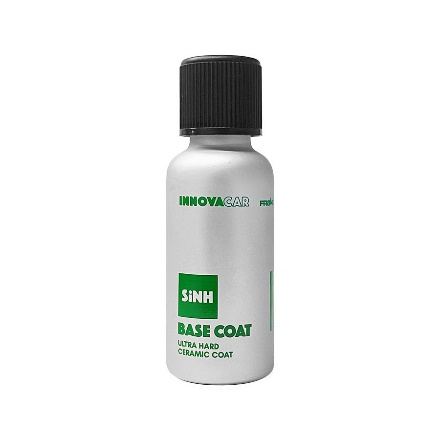 INNOVACAR
SiNH
BASE COAT
ULTRA HARD
CERAMIC COAT